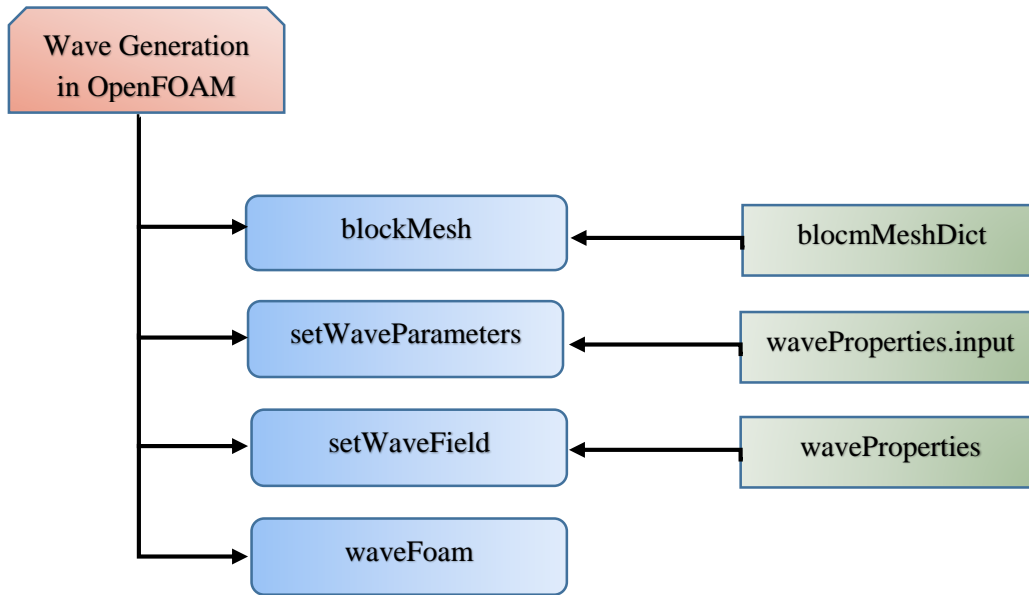 Wave Generation
in OpenFOAM
blockMesh
blocmMeshDict
setWaveParameters
waveProperties.input
setWaveField
waveProperties
waveFoam